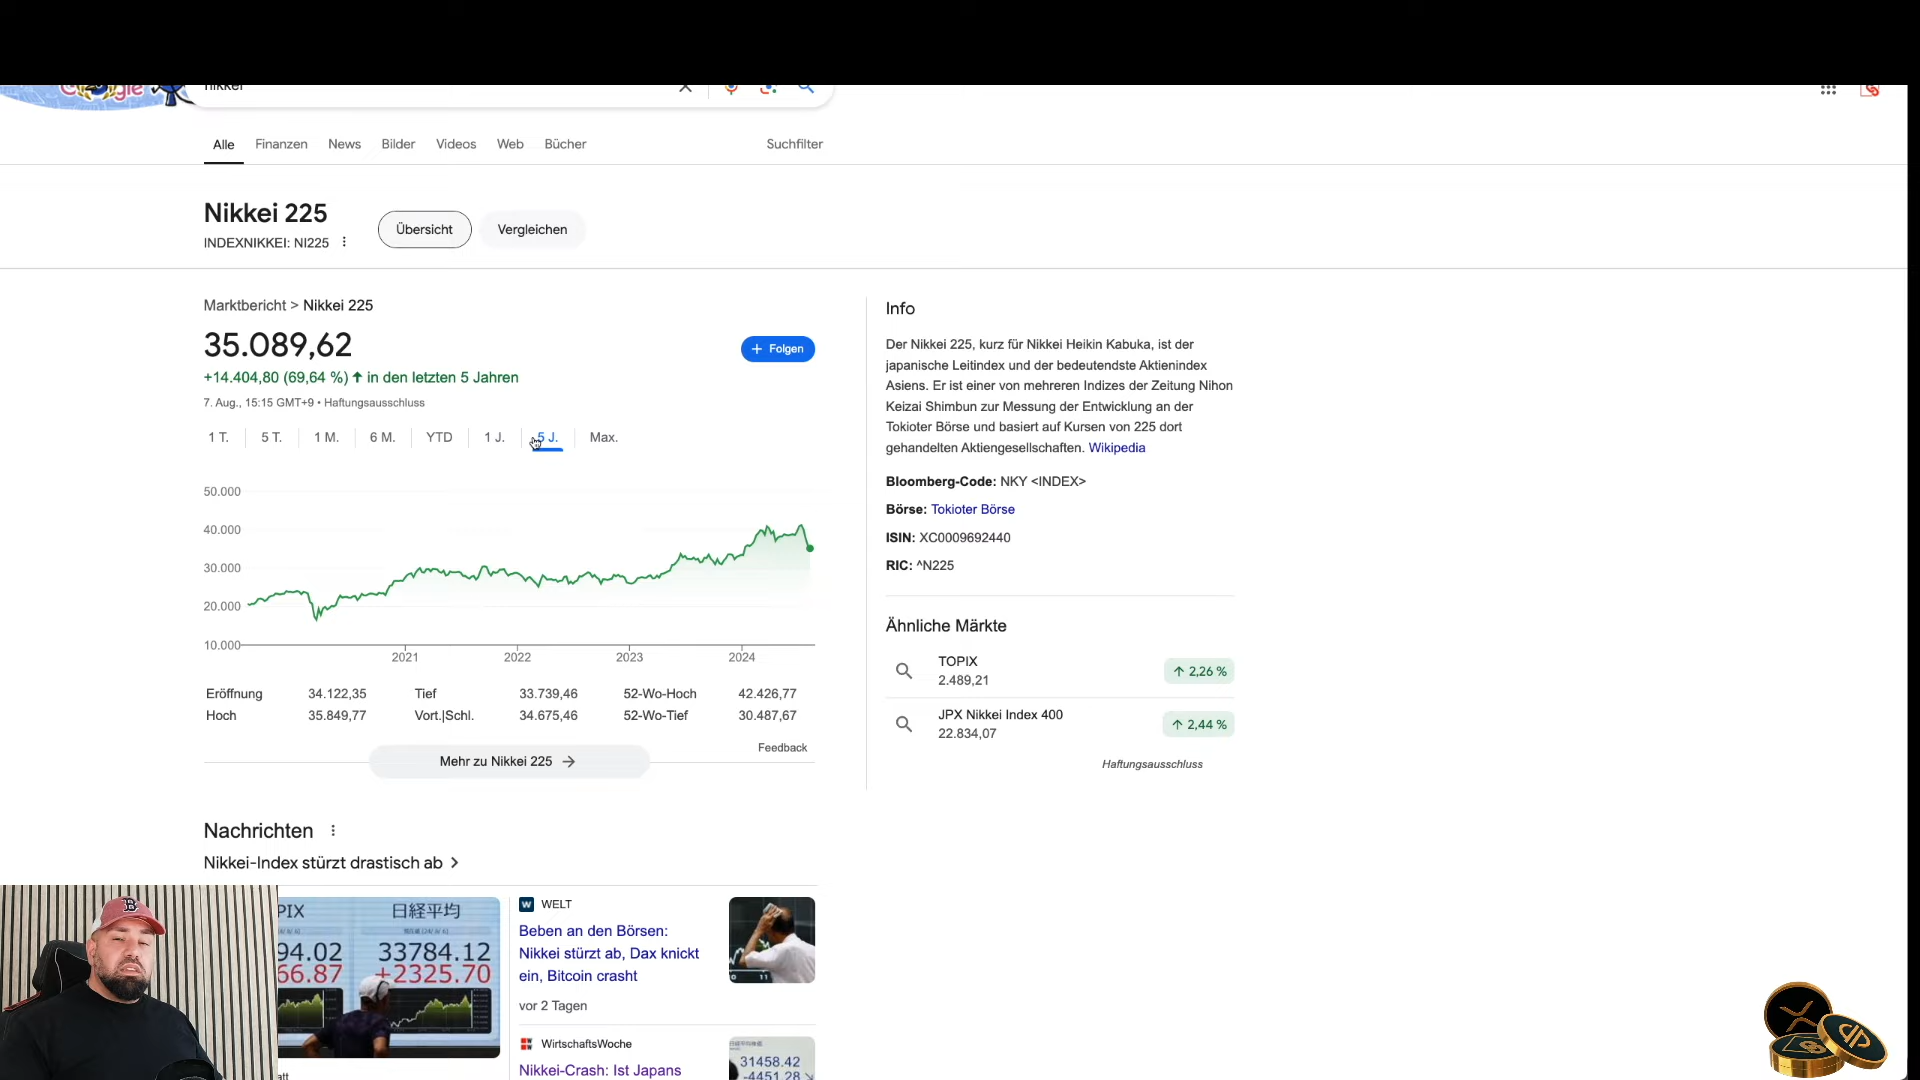 nikkei
Alle
Finanzen
News
Bilder
Videos
Web
Bücher
Suchfilter
Nikkei 225
INDEXNIKKEI: NI225
Übersicht
Vergleichen
Marktbericht > Nikkei 225
35.089,62
+14.404,80 (69,64 %) ↑ in den letzten 5 Jahren
7. Aug., 15:15 GMT+9 • Haftungsausschluss
+ Folgen
1 T.
5 T.
1 M.
6 M.
YTD
1 J.
5 J.
Max.
50.000
40.000
30.000
20.000
10.000
2021
2022
2023
2024
Eröffnung 34.122,35 Tief 33.739,46 52-Wo-Hoch 42.426,77
Hoch 35.849,77 Vort.|Schl. 34.675,46 52-Wo-Tief 30.487,67
Feedback
Mehr zu Nikkei 225 →
Info
Der Nikkei 225, kurz für Nikkei Heikin Kabuka, ist der
japanische Leitindex und der bedeutendste Aktienindex
Asiens. Er ist einer von mehreren Indizes der Zeitung Nihon
Keizai Shimbun zur Messung der Entwicklung an der
Tokioter Börse und basiert auf Kursen von 225 dort
gehandelten Aktiengesellschaften. Wikipedia
Bloomberg-Code: NKY <INDEX>
Börse: Tokioter Börse
ISIN: XC0009692440
RIC: ^N225
Ähnliche Märkte
TOPIX
2.489,21
↑ 2,26 %
JPX Nikkei Index 400
22.834,07
↑ 2,44 %
Haftungsausschluss
Nachrichten
Nikkei-Index stürzt drastisch ab >
PIX
日経平均
94.02
33784.12
66.87
+2325.70
W WELT
Beben an den Börsen:
Nikkei stürzt ab, Dax knickt
ein, Bitcoin crasht
vor 2 Tagen
WirtschaftsWoche
Nikkei-Crash: Ist Japans
31458.42
-4451.28
B